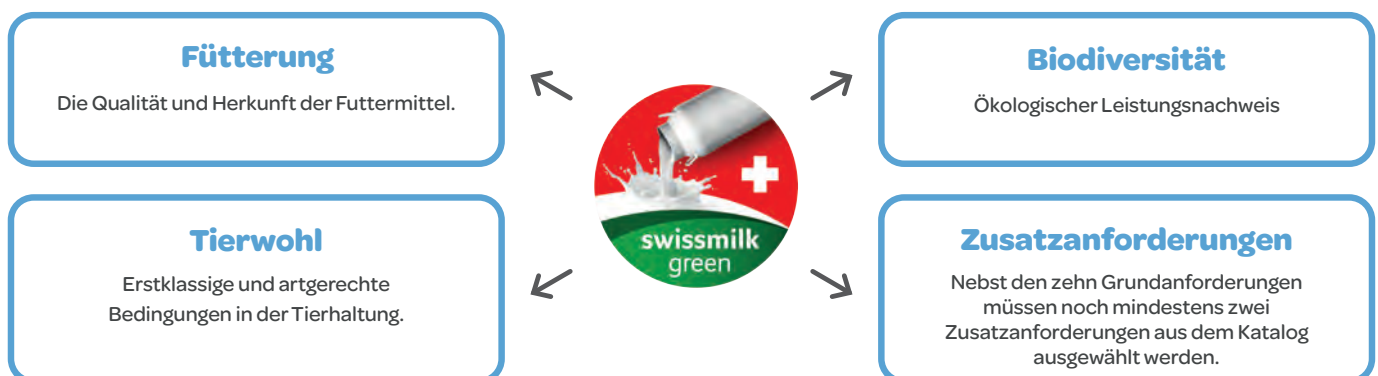 Fütterung
Die Qualität und Herkunft der Futtermittel.
Biodiversität
Ökologischer Leistungsnachweis
swissmilk
green
Tierwohl
Erstklassige und artgerechte
Bedingungen in der Tierhaltung.
Zusatzanforderungen
Nebst den zehn Grundanforderungen
müssen noch mindestens zwei
Zusatzanforderungen aus dem Katalog
ausgewählt werden.